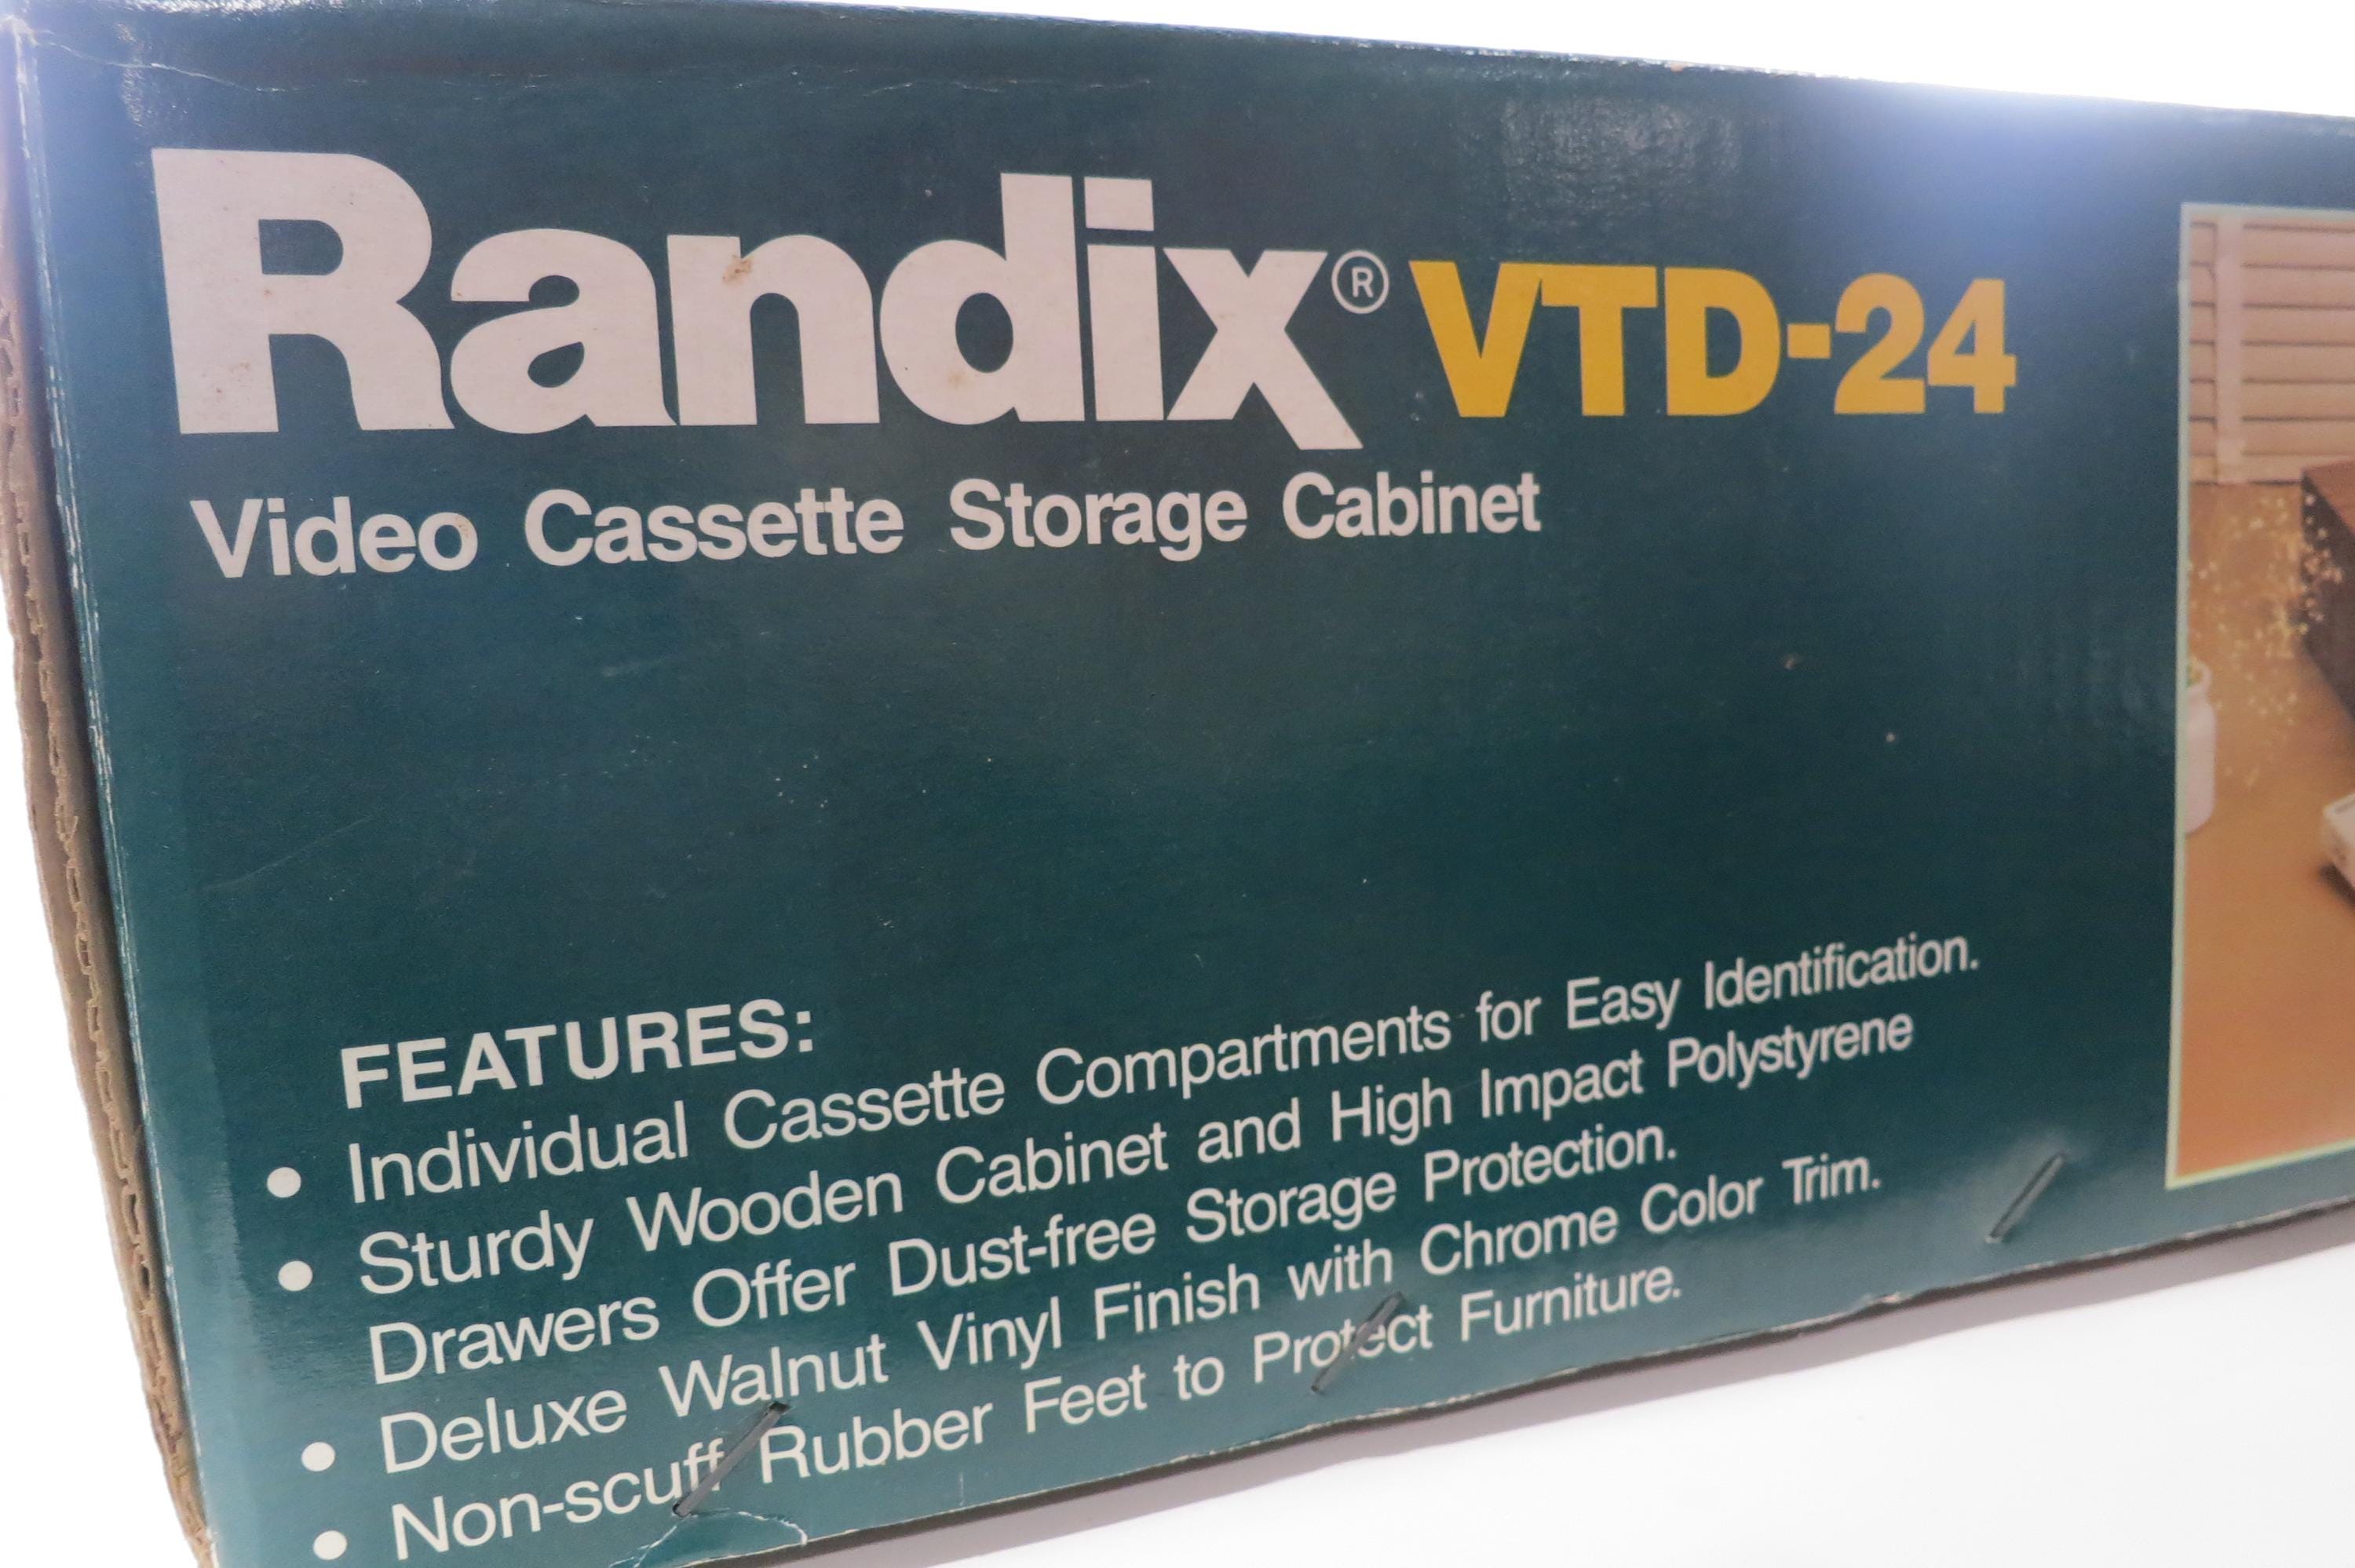 Randix® VTD-24
Video Cassette Storage Cabinet
FEATURES:
• Individual Cassette Compartments for Easy Identification.
• Sturdy Wooden Cabinet and High Impact Polystyrene
Drawers Offer Dust-free Storage Protection.
• Deluxe Walnut Vinyl Finish with Chrome Color Trim.
• Non-scuff Rubber Feet to Protect Furniture.